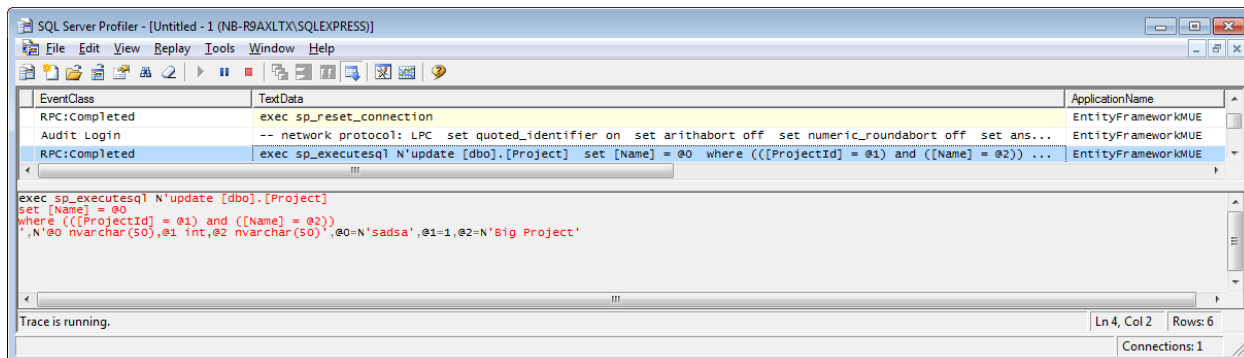 SQL Server Profiler - [Untitled - 1 (NB-R9AXLTX\SQLEXPRESS)]
File Edit View Replay Tools Window Help
EventClass TextData ApplicationName
RPC:Completed exec sp_reset_connection EntityFrameworkMUE
Audit Login -- network protocol: LPC set quoted_identifier on set arithabort off set numeric_roundabort off set ans... EntityFrameworkMUE
RPC:Completed exec sp_executesql N'update [dbo].[Project] set [Name] = @0 where (([ProjectId] = @1) and ([Name] = @2)) ... EntityFrameworkMUE
exec sp_executesql N'update [dbo].[Project]
set [Name] = @0
where (([ProjectId] = @1) and ([Name] = @2))
',N'@0 nvarchar(50),@1 int,@2 nvarchar(50)',@0=N'sadsa',@1=1,@2=N'Big Project'
Trace is running. Ln 4, Col 2 Rows: 6
Connections: 1